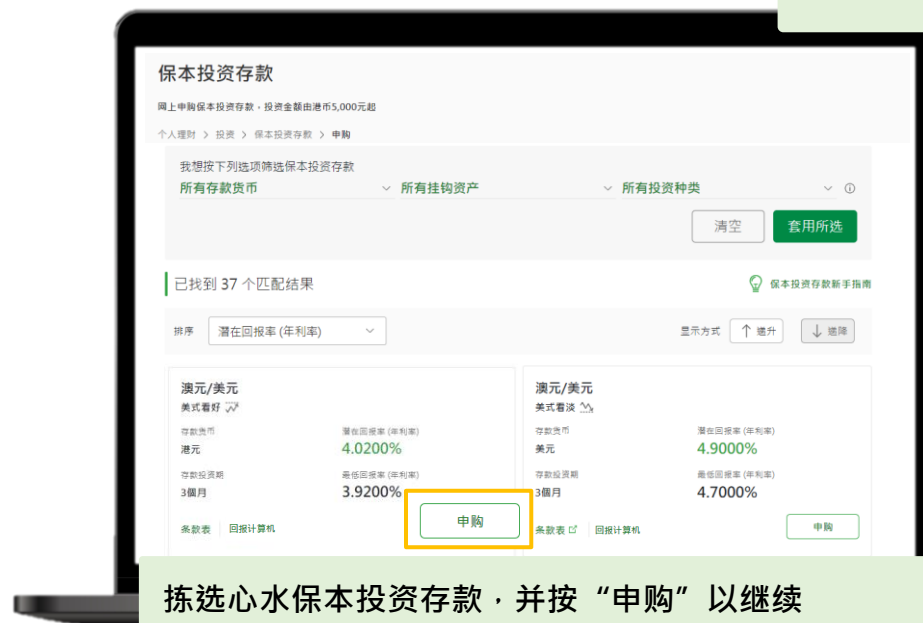 保本投资存款
网上申购保本投资存款，投资金额由港币5,000元起
个人理财 > 投资 > 保本投资存款 > 申购
我想按下列选项筛选保本投资存款
所有存款货币 所有挂钩资产 所有投资种类
清空 套用所选
已找到 37 个匹配结果 保本投资存款新手指南
排序 潜在回报率 (年利率) 显示方式 ↑ 递升 ↓ 递降
澳元/美元 澳元/美元
美式看好 美式看淡
存款货币 潜在回报率 (年利率) 存款货币 潜在回报率 (年利率)
港元 4.0200% 美元 4.9000%
存款投资期 最低回报率 (年利率) 存款投资期 最低回报率 (年利率)
3個月 3.9200% 3個月 4.7000%
条款表 回报计算机 申购 条款表 回报计算机 申购
拣选心水保本投资存款，并按“申购”以继续